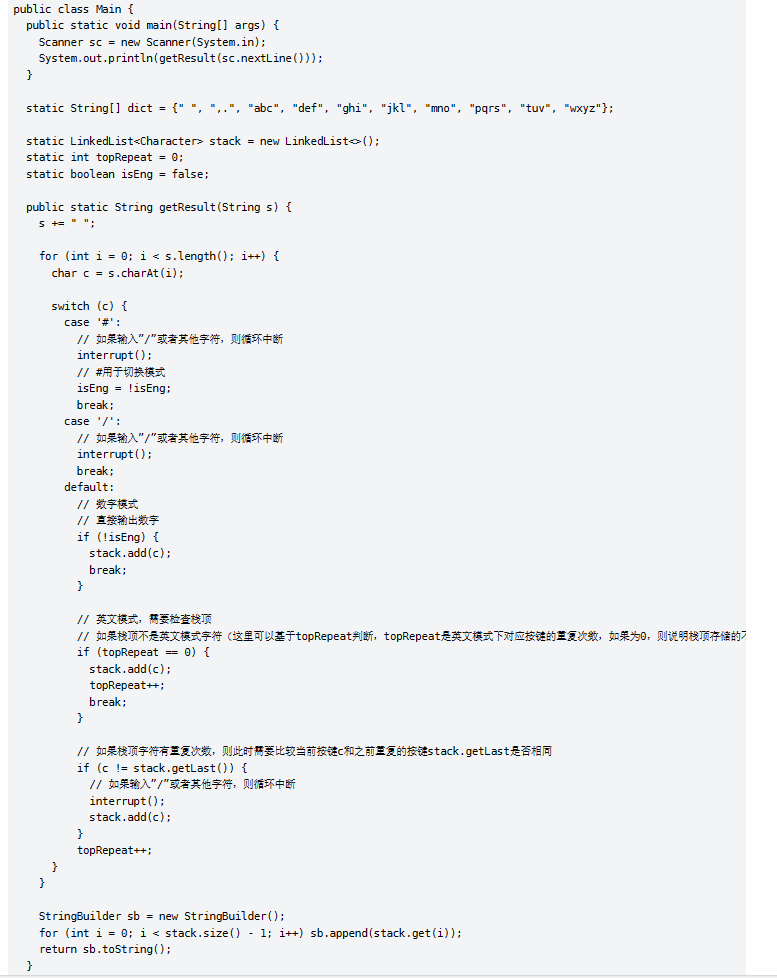 public class Main {
  public static void main(String[] args) {
    Scanner sc = new Scanner(System.in);
    System.out.println(getResult(sc.nextLine()));
  }

  static String[] dict = {" ", ",.", "abc", "def", "ghi", "jkl", "mno", "pqrs", "tuv", "wxyz"};

  static LinkedList<Character> stack = new LinkedList<>();
  static int topRepeat = 0;
  static boolean isEng = false;

  public static String getResult(String s) {
    s += " ";

    for (int i = 0; i < s.length(); i++) {
      char c = s.charAt(i);

      switch (c) {
        case '#':
          // 如果输入”/”或者其他字符，则循环中断
          interrupt();
          // #用于切换模式
          isEng = !isEng;
          break;
        case '/':
          // 如果输入”/”或者其他字符，则循环中断
          interrupt();
          break;
        default:
          // 数字模式
          // 直接输出数字
          if (!isEng) {
            stack.add(c);
            break;
          }

          // 英文模式，需要检查栈顶
          // 如果栈顶不是英文模式字符（这里可以基于topRepeat判断，topRepeat是英文模式下对应按键的重复次数，如果为0，则说明栈顶存储的
          if (topRepeat == 0) {
            stack.add(c);
            topRepeat++;
            break;
          }

          // 如果栈顶字符有重复次数，则此时需要比较当前按键c和之前重复的按键stack.getLast是否相同
          if (c != stack.getLast()) {
            // 如果输入”/”或者其他字符，则循环中断
            interrupt();
            stack.add(c);
          }
          topRepeat++;
      }
    }

    StringBuilder sb = new StringBuilder();
    for (int i = 0; i < stack.size() - 1; i++) sb.append(stack.get(i));
    return sb.toString();
  }